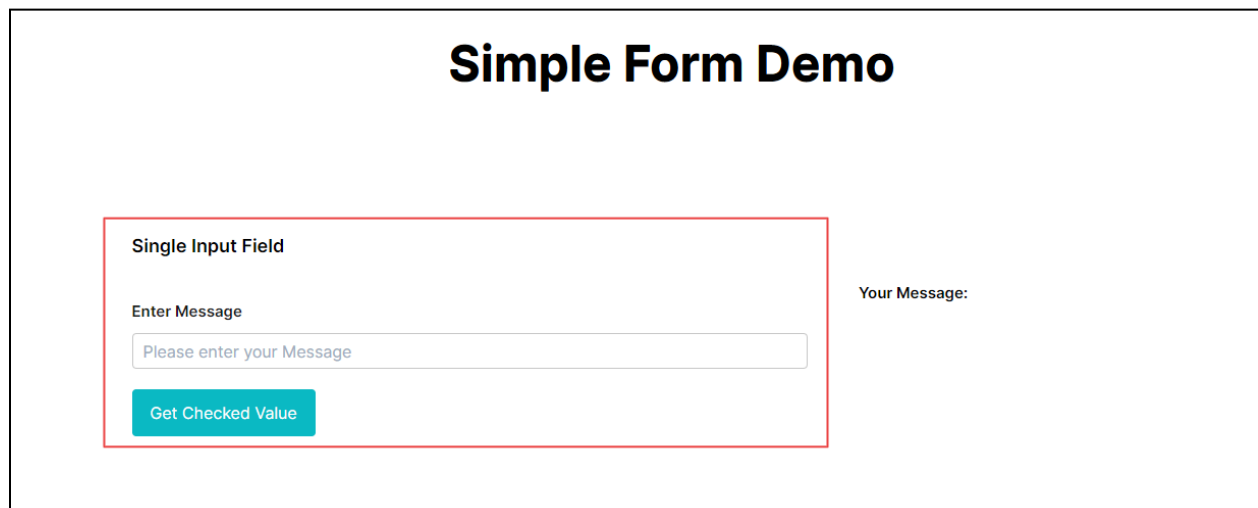 Simple Form Demo
Single Input Field
Enter Message
Please enter your Message
Get Checked Value
Your Message: